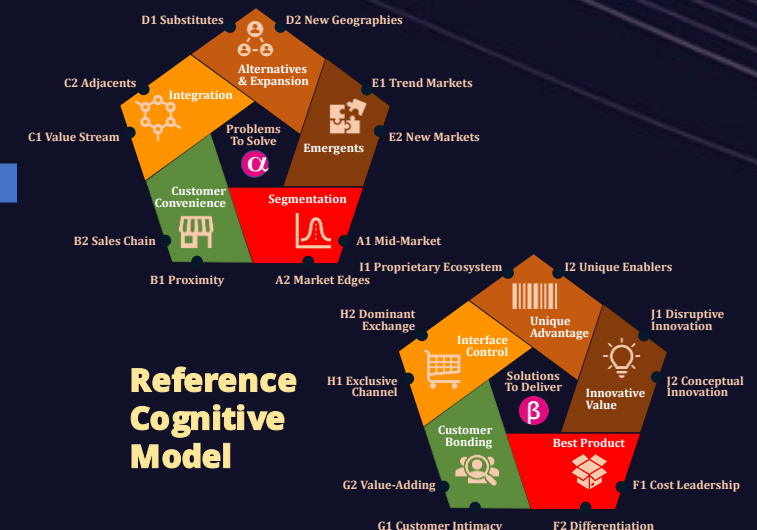 D1 Substitutes
D2 New Geographies
Alternatives
& Expansion
C2 Adjacents
Integration
E1 Trend Markets
C1 Value Stream
Problems
To Solve
α
E2 New Markets
Emergents
Customer
Convenience
Segmentation
B2 Sales Chain
A1 Mid-Market
B1 Proximity
A2 Market Edges
I1 Proprietary Ecosystem
I2 Unique Enablers
H2 Dominant
Exchange
Unique
Advantage
J1 Disruptive
Innovation
Interface
Control
H1 Exclusive
Channel
Solutions
To Deliver
β
Innovative
Value
J2 Conceptual
Innovation
Reference
Cognitive
Model
Customer
Bonding
Best Product
G2 Value-Adding
F1 Cost Leadership
G1 Customer Intimacy
F2 Differentiation